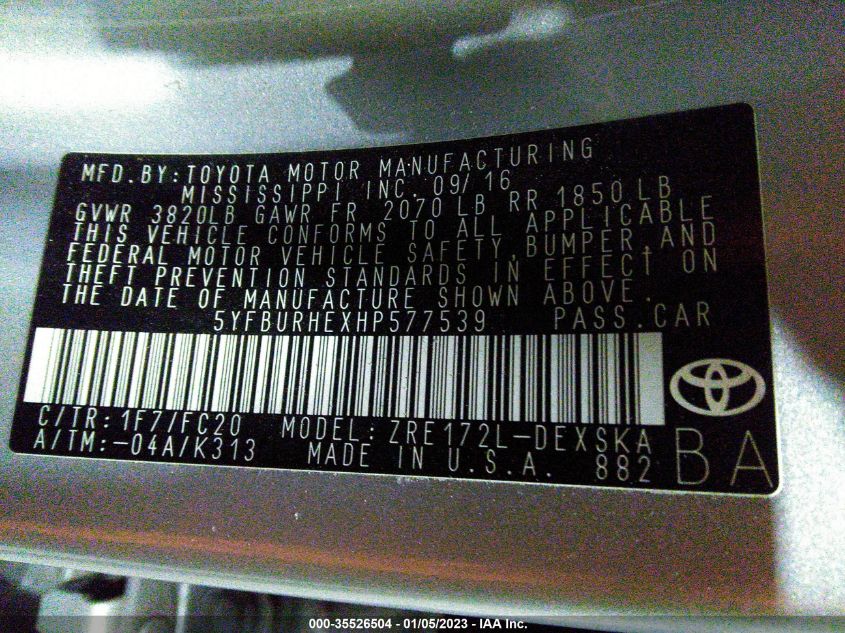 MFD.BY:TOYOTA MOTOR MANUFACTURING
MISSISSIPPI INC. 09/16
GVWR 3820LB GAWR FR 2070 LB RR 1850 LB
THIS VEHICLE CONFORMS TO ALL APPLICABLE
FEDERAL MOTOR VEHICLE SAFETY,BUMPER,AND
THEFT PREVENTION STANDARDS IN EFFECT ON
THE DATE OF MANUFACTURE SHOWN ABOVE.
5YFBURHEXHP577539 PASS.CAR
C/TR:1F7/FC20 MODEL:ZRE172L-DEXSKA
A/TM:-04A/K313 MADE IN U.S.A. 882
BA
000-35526504 - 01/05/2023 - IAA Inc.